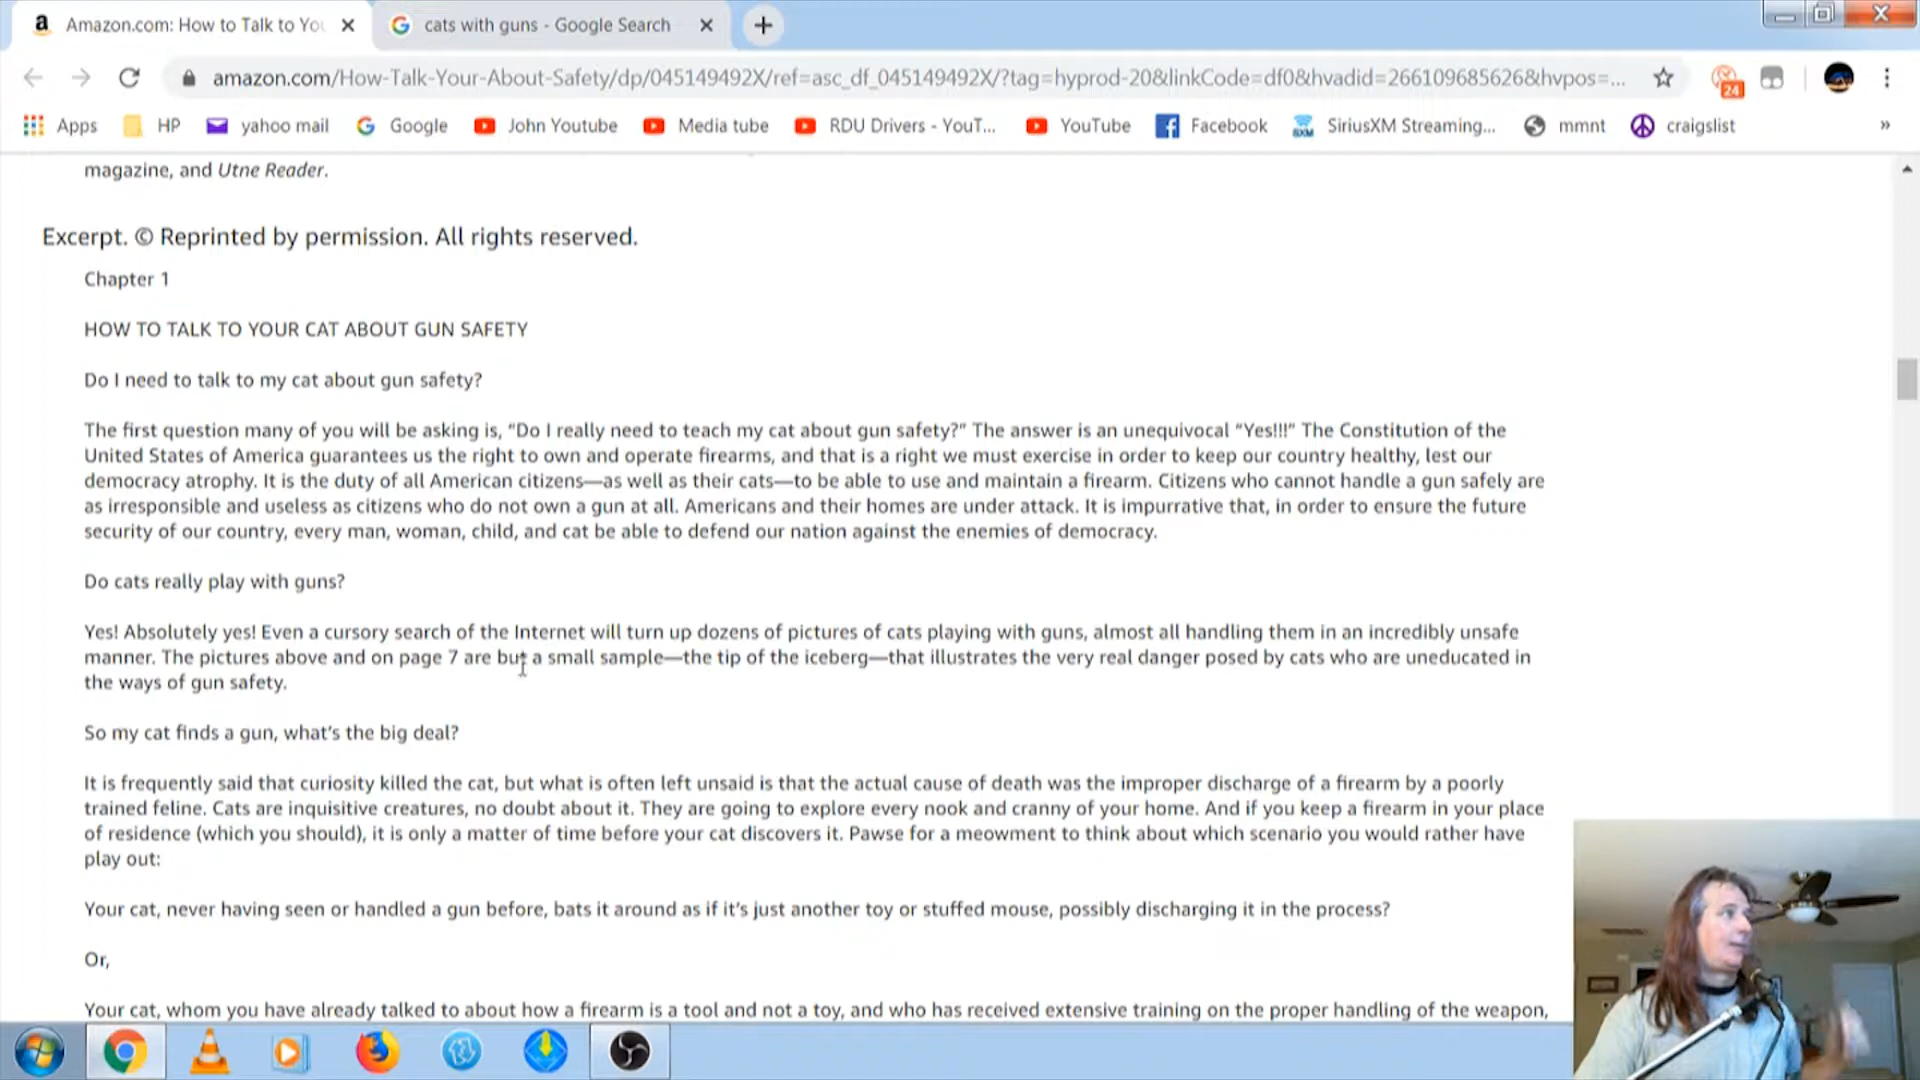 Amazon.com: How to Talk to You
cats with guns - Google Search
amazon.com/How-Talk-Your-About-Safety/dp/045149492X/ref=asc_df_045149492X/?tag=hyprod-20&linkCode=df0&hvadid=266109685626&hvpos=...
24
Apps HP yahoo mail Google John Youtube Media tube RDU Drivers - YouT... YouTube Facebook SiriusXM Streaming... mmnt craigslist »
magazine, and Utne Reader.
Excerpt. © Reprinted by permission. All rights reserved.
Chapter 1
HOW TO TALK TO YOUR CAT ABOUT GUN SAFETY
Do I need to talk to my cat about gun safety?
The first question many of you will be asking is, “Do I really need to teach my cat about gun safety?” The answer is an unequivocal “Yes!!!” The Constitution of the
United States of America guarantees us the right to own and operate firearms, and that is a right we must exercise in order to keep our country healthy, lest our
democracy atrophy. It is the duty of all American citizens—as well as their cats—to be able to use and maintain a firearm. Citizens who cannot handle a gun safely are
as irresponsible and useless as citizens who do not own a gun at all. Americans and their homes are under attack. It is impurrative that, in order to ensure the future
security of our country, every man, woman, child, and cat be able to defend our nation against the enemies of democracy.
Do cats really play with guns?
Yes! Absolutely yes! Even a cursory search of the Internet will turn up dozens of pictures of cats playing with guns, almost all handling them in an incredibly unsafe
manner. The pictures above and on page 7 are but a small sample—the tip of the iceberg—that illustrates the very real danger posed by cats who are uneducated in
the ways of gun safety.
So my cat finds a gun, what’s the big deal?
It is frequently said that curiosity killed the cat, but what is often left unsaid is that the actual cause of death was the improper discharge of a firearm by a poorly
trained feline. Cats are inquisitive creatures, no doubt about it. They are going to explore every nook and cranny of your home. And if you keep a firearm in your place
of residence (which you should), it is only a matter of time before your cat discovers it. Pawse for a meowment to think about which scenario you would rather have
play out:
Your cat, never having seen or handled a gun before, bats it around as if it’s just another toy or stuffed mouse, possibly discharging it in the process?
Or,
Your cat, whom you have already talked to about how a firearm is a tool and not a toy, and who has received extensive training on the proper handling of the weapon,